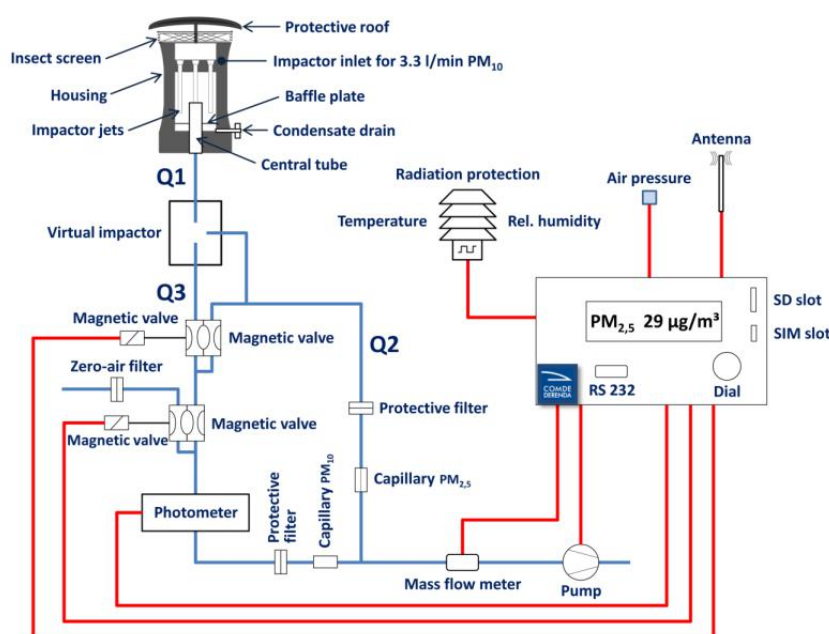 Protective roof
Insect screen
Impactor inlet for 3.3 l/min PM10
Housing
Baffle plate
Impactor jets
Condensate drain
Central tube
Antenna
Q1
Radiation protection
Air pressure
Temperature
Rel. humidity
Virtual impactor
Q3
SD slot
Magnetic valve
PM2,5 29 µg/m³
Magnetic valve
Q2
SIM slot
Zero-air filter
COMDE
DERENDA
RS 232
Dial
Protective filter
Magnetic valve
Magnetic valve
Capillary PM2,5
Photometer
Protective
filter
Capillary PM10
Mass flow meter
Pump